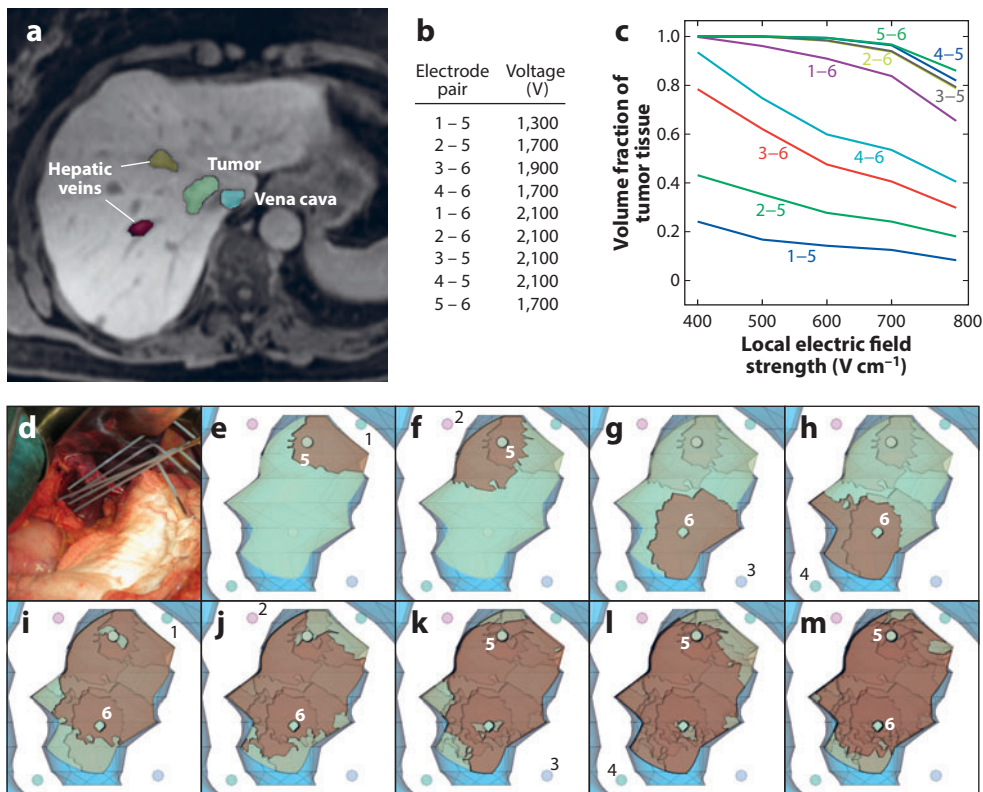 a
Hepatic
veins
Tumor
Vena cava
b
Electrode
pair
Voltage
(V)
1 – 5 1,300
2 – 5 1,700
3 – 6 1,900
4 – 6 1,700
1 – 6 2,100
2 – 6 2,100
3 – 5 2,100
4 – 5 2,100
5 – 6 1,700
c
Volume fraction of
tumor tissue
1.0
0.8
0.6
0.4
0.2
0
5–6
4–5
2–6
1–6
3–5
4–6
3–6
2–5
1–5
400 500 600 700 800
Local electric field
strength (V cm⁻¹)
d
e 1
5
f 2
5
g
6
3
h
6
4
i 1
6
j 2
6
k
5
3
l
5
4
m
5
6